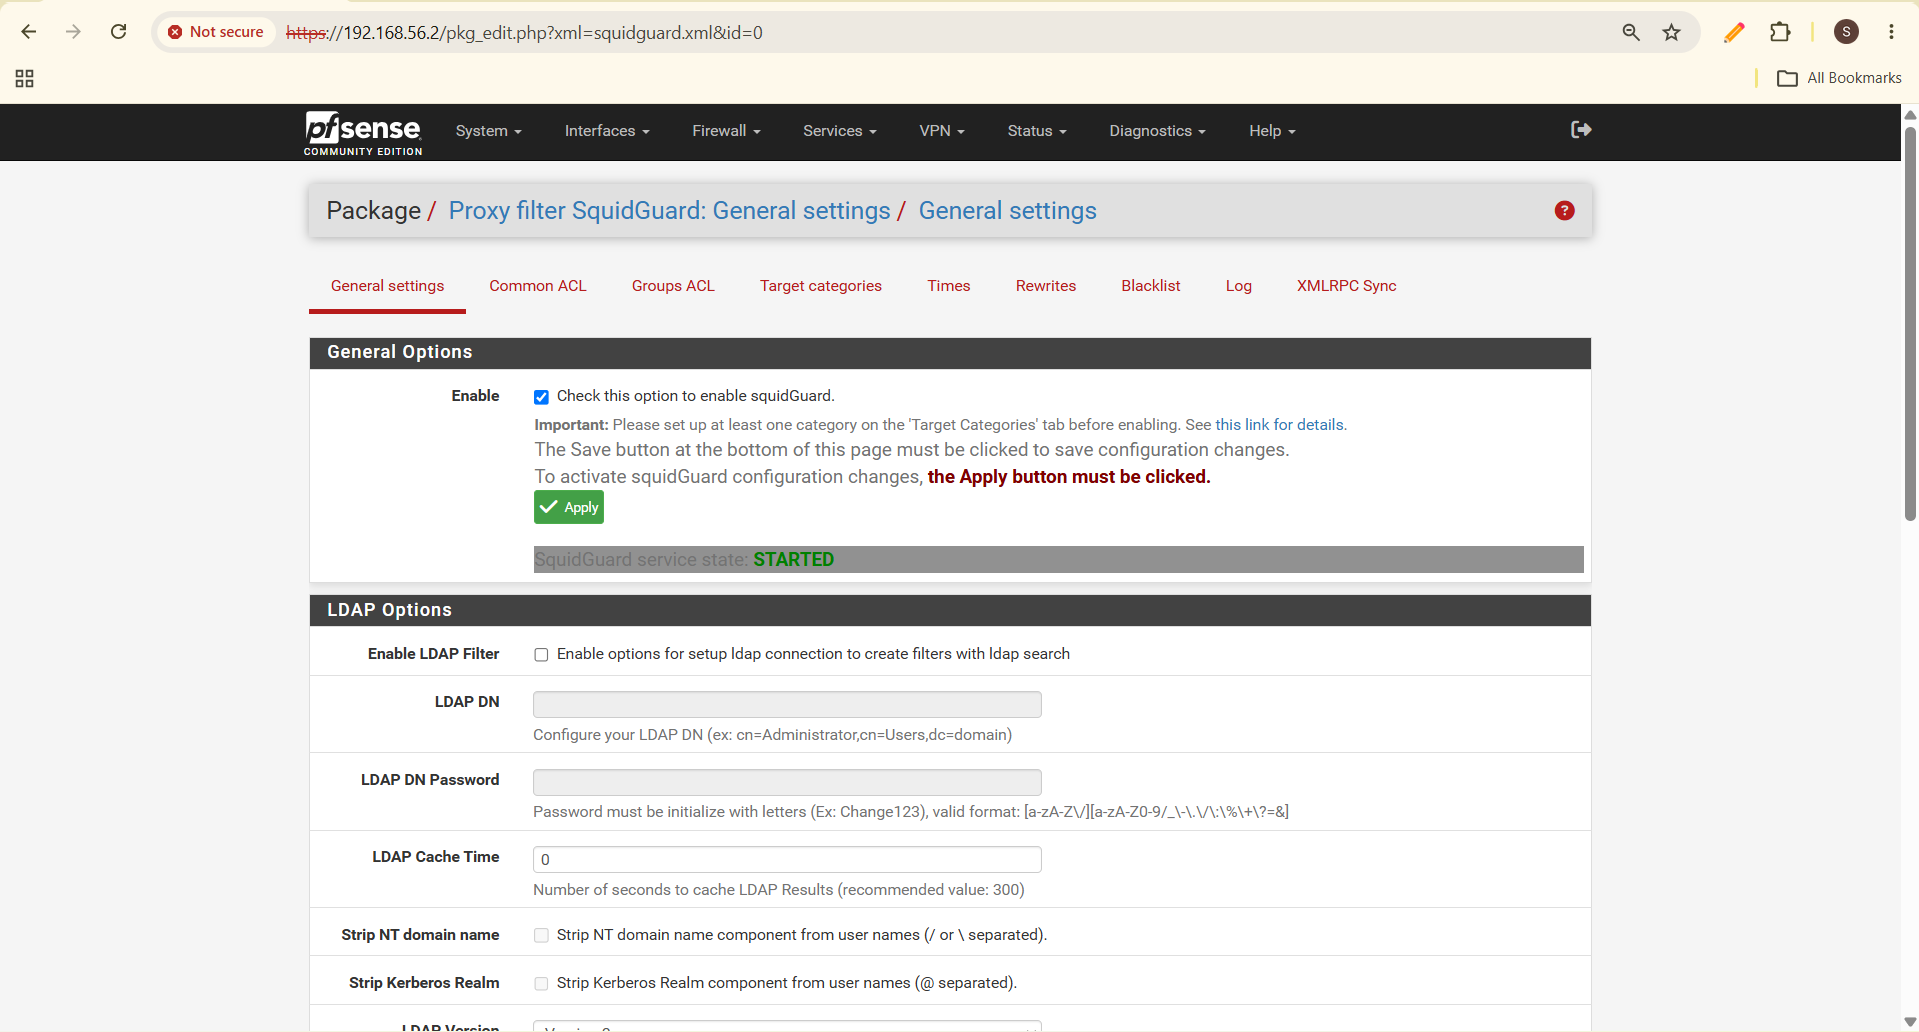 Not secure https://192.168.56.2/pkg_edit.php?xml=squidguard.xml&id=0 S
All Bookmarks
pfsense COMMUNITY EDITION System Interfaces Firewall Services VPN Status Diagnostics Help
Package / Proxy filter SquidGuard: General settings / General settings ?
General settings Common ACL Groups ACL Target categories Times Rewrites Blacklist Log XMLRPC Sync
General Options
Enable Check this option to enable squidGuard.
Important: Please set up at least one category on the 'Target Categories' tab before enabling. See this link for details.
The Save button at the bottom of this page must be clicked to save configuration changes.
To activate squidGuard configuration changes, the Apply button must be clicked.
Apply
SquidGuard service state: STARTED
LDAP Options
Enable LDAP Filter Enable options for setup ldap connection to create filters with ldap search
LDAP DN
Configure your LDAP DN (ex: cn=Administrator,cn=Users,dc=domain)
LDAP DN Password
Password must be initialize with letters (Ex: Change123), valid format: [a-zA-Z\/][a-zA-Z0-9/_\-\.\/\:\%\+\?=&]
LDAP Cache Time 0
Number of seconds to cache LDAP Results (recommended value: 300)
Strip NT domain name Strip NT domain name component from user names (/ or \ separated).
Strip Kerberos Realm Strip Kerberos Realm component from user names (@ separated).
LDAP Version